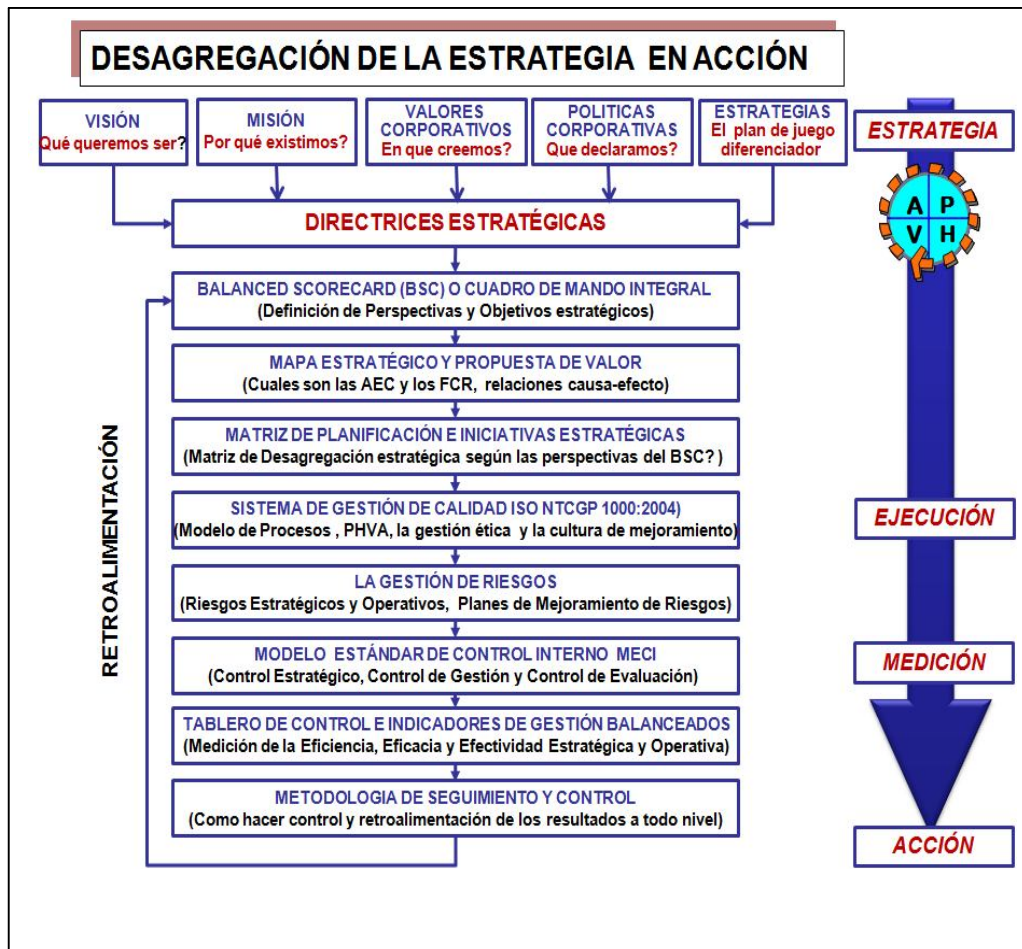 DESAGREGACIÓN DE LA ESTRATEGIA EN ACCIÓN
VISIÓN
Qué queremos ser?
MISIÓN
Por qué existimos?
VALORES
CORPORATIVOS
En que creemos?
POLITICAS
CORPORATIVAS
Que declaramos?
ESTRATEGIAS
El plan de juego
diferenciador
ESTRATEGIA
A P
V H
DIRECTRICES ESTRATÉGICAS
BALANCED SCORECARD (BSC) O CUADRO DE MANDO INTEGRAL
(Definición de Perspectivas y Objetivos estratégicos)
MAPA ESTRATÉGICO Y PROPUESTA DE VALOR
(Cuales son las AEC y los FCR, relaciones causa-efecto)
MATRIZ DE PLANIFICACIÓN E INICIATIVAS ESTRATÉGICAS
(Matriz de Desagregación estratégica según las perspectivas del BSC? )
SISTEMA DE GESTIÓN DE CALIDAD ISO NTCGP 1000:2004)
(Modelo de Procesos , PHVA, la gestión ética y la cultura de mejoramiento)
EJECUCIÓN
LA GESTIÓN DE RIESGOS
(Riesgos Estratégicos y Operativos, Planes de Mejoramiento de Riesgos)
MODELO ESTÁNDAR DE CONTROL INTERNO MECI
(Control Estratégico, Control de Gestión y Control de Evaluación)
MEDICIÓN
TABLERO DE CONTROL E INDICADORES DE GESTIÓN BALANCEADOS
(Medición de la Eficiencia, Eficacia y Efectividad Estratégica y Operativa)
METODOLOGIA DE SEGUIMIENTO Y CONTROL
(Como hacer control y retroalimentación de los resultados a todo nivel)
ACCIÓN
RETROALIMENTACIÓN